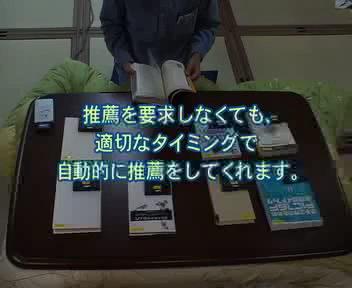 推薦を要求しなくても、
適切なタイミングで
自動的に推薦をしてくれます。